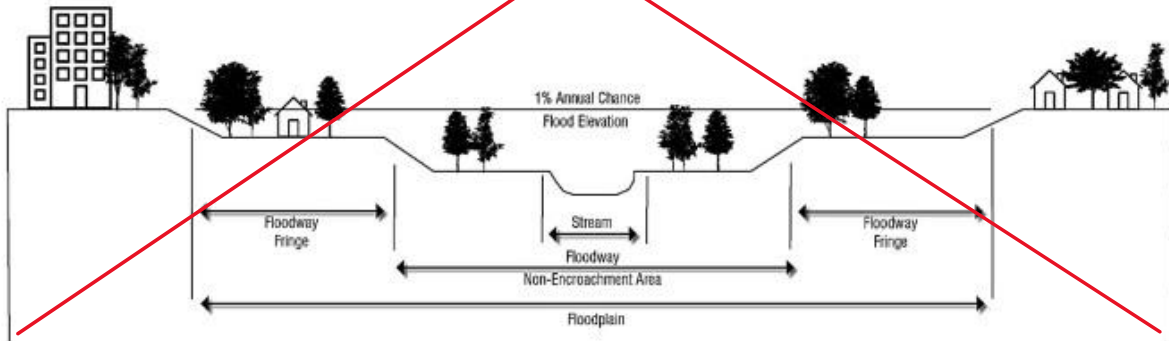 1% Annual Chance
Flood Elevation
Floodway
Fringe
Stream
Floodway
Fringe
Floodway
Non-Encroachment Area
Floodplain